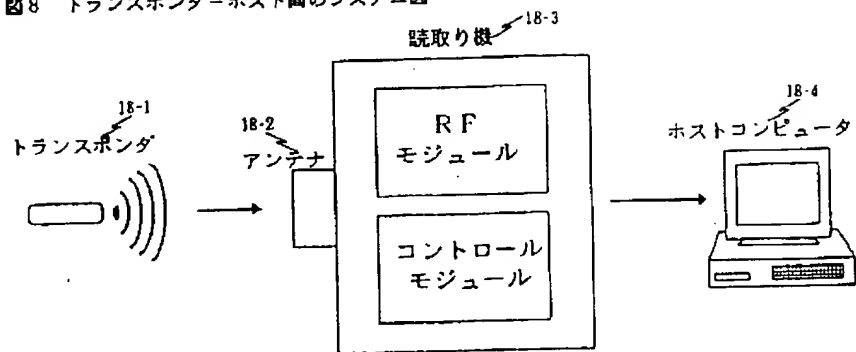 図8 トランスポンダーホスト間のシステム図
読取り機 18-3
18-1
トランスポンダ
18-2
アンテナ
RF
モジュール
コントロール
モジュール
18-4
ホストコンピュータ